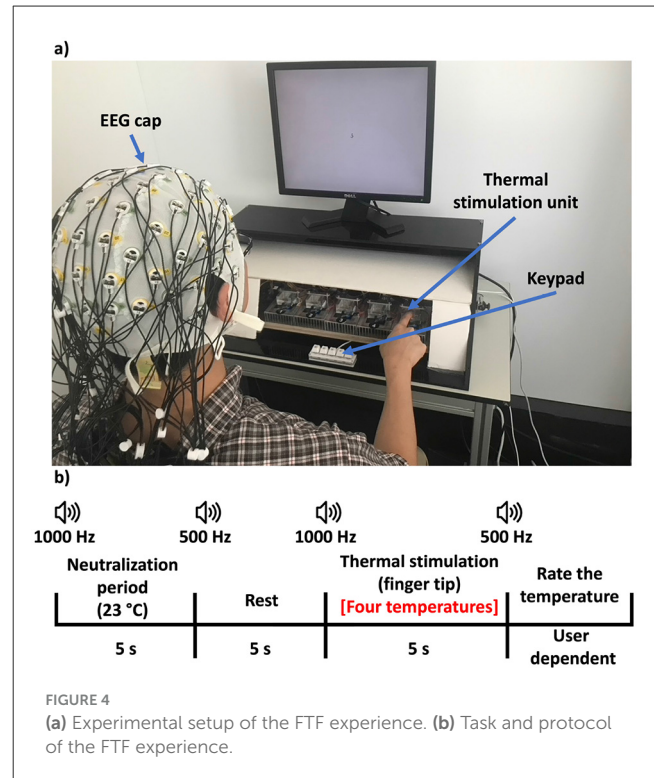 a)
EEG cap
Thermal
stimulation unit
Keypad
DELL
b)
1000 Hz
500 Hz
1000 Hz
500 Hz
Neutralization
period
(23 °C)
Rest
Thermal stimulation
(finger tip)
[Four temperatures]
Rate the
temperature
5 s
5 s
5 s
User
dependent
FIGURE 4
(a) Experimental setup of the FTF experience. (b) Task and protocol
of the FTF experience.